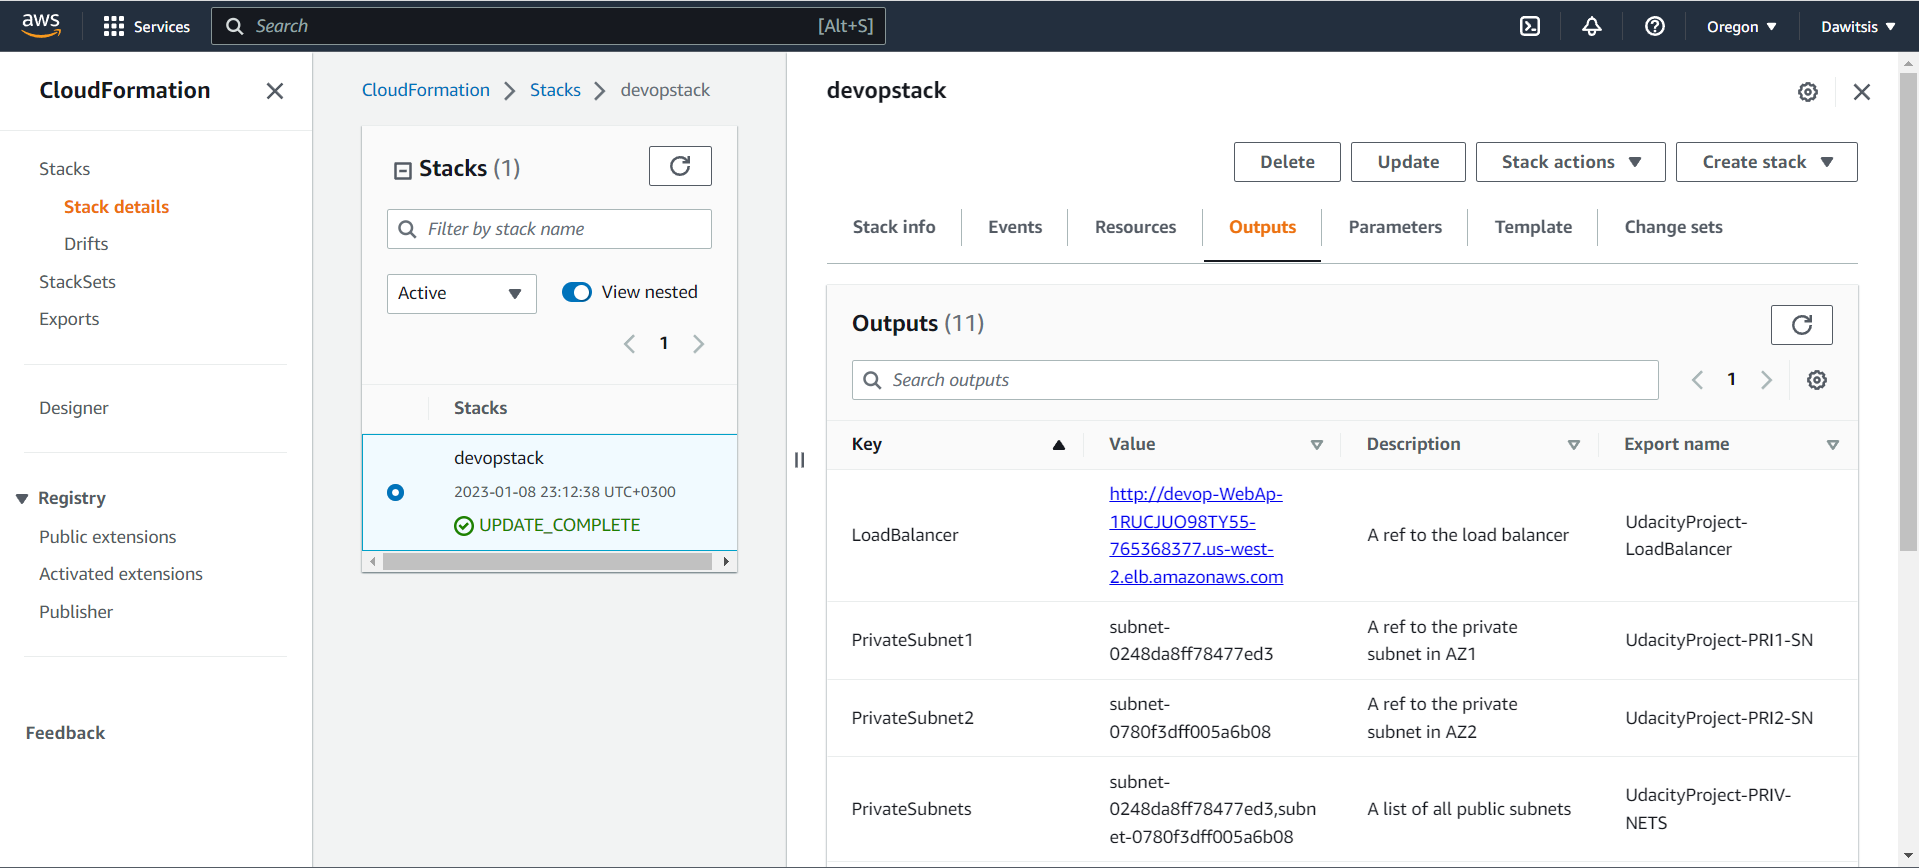 aws
Services
Search
[Alt+S]
Oregon
Dawitsis
CloudFormation
Stacks
Stack details
Drifts
StackSets
Exports
Designer
Registry
Public extensions
Activated extensions
Publisher
Feedback
CloudFormation
Stacks
devopstack
Stacks (1)
Filter by stack name
Active
View nested
1
Stacks
devopstack
2023-01-08 23:12:38 UTC+0300
UPDATE_COMPLETE
devopstack
Delete
Update
Stack actions
Create stack
Stack info
Events
Resources
Outputs
Parameters
Template
Change sets
Outputs (11)
Search outputs
1
Key
Value
Description
Export name
LoadBalancer
http://devop-WebAp-
1RUCJUO98TY55-
765368377.us-west-
2.elb.amazonaws.com
A ref to the load balancer
UdacityProject-
LoadBalancer
PrivateSubnet1
subnet-
0248da8ff78477ed3
A ref to the private
subnet in AZ1
UdacityProject-PRI1-SN
PrivateSubnet2
subnet-
0780f3dff005a6b08
A ref to the private
subnet in AZ2
UdacityProject-PRI2-SN
PrivateSubnets
subnet-
0248da8ff78477ed3,subn
et-0780f3dff005a6b08
A list of all public subnets
UdacityProject-PRIV-
NETS